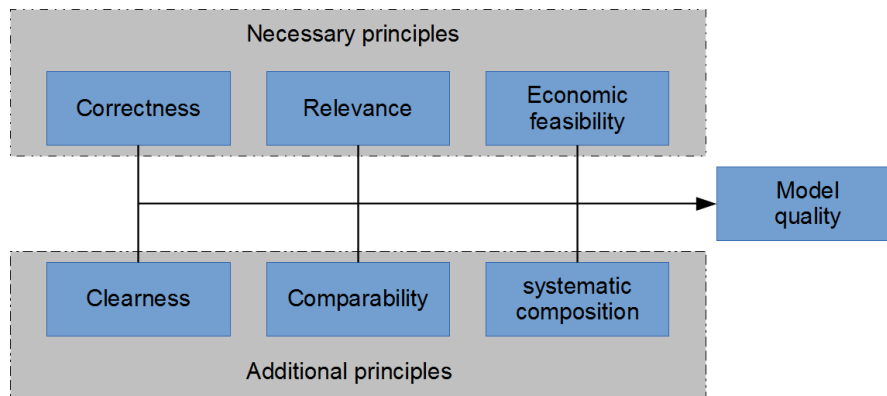 Necessary principles
Correctness
Relevance
Economic
feasibility
Model
quality
Clearness
Comparability
systematic
composition
Additional principles